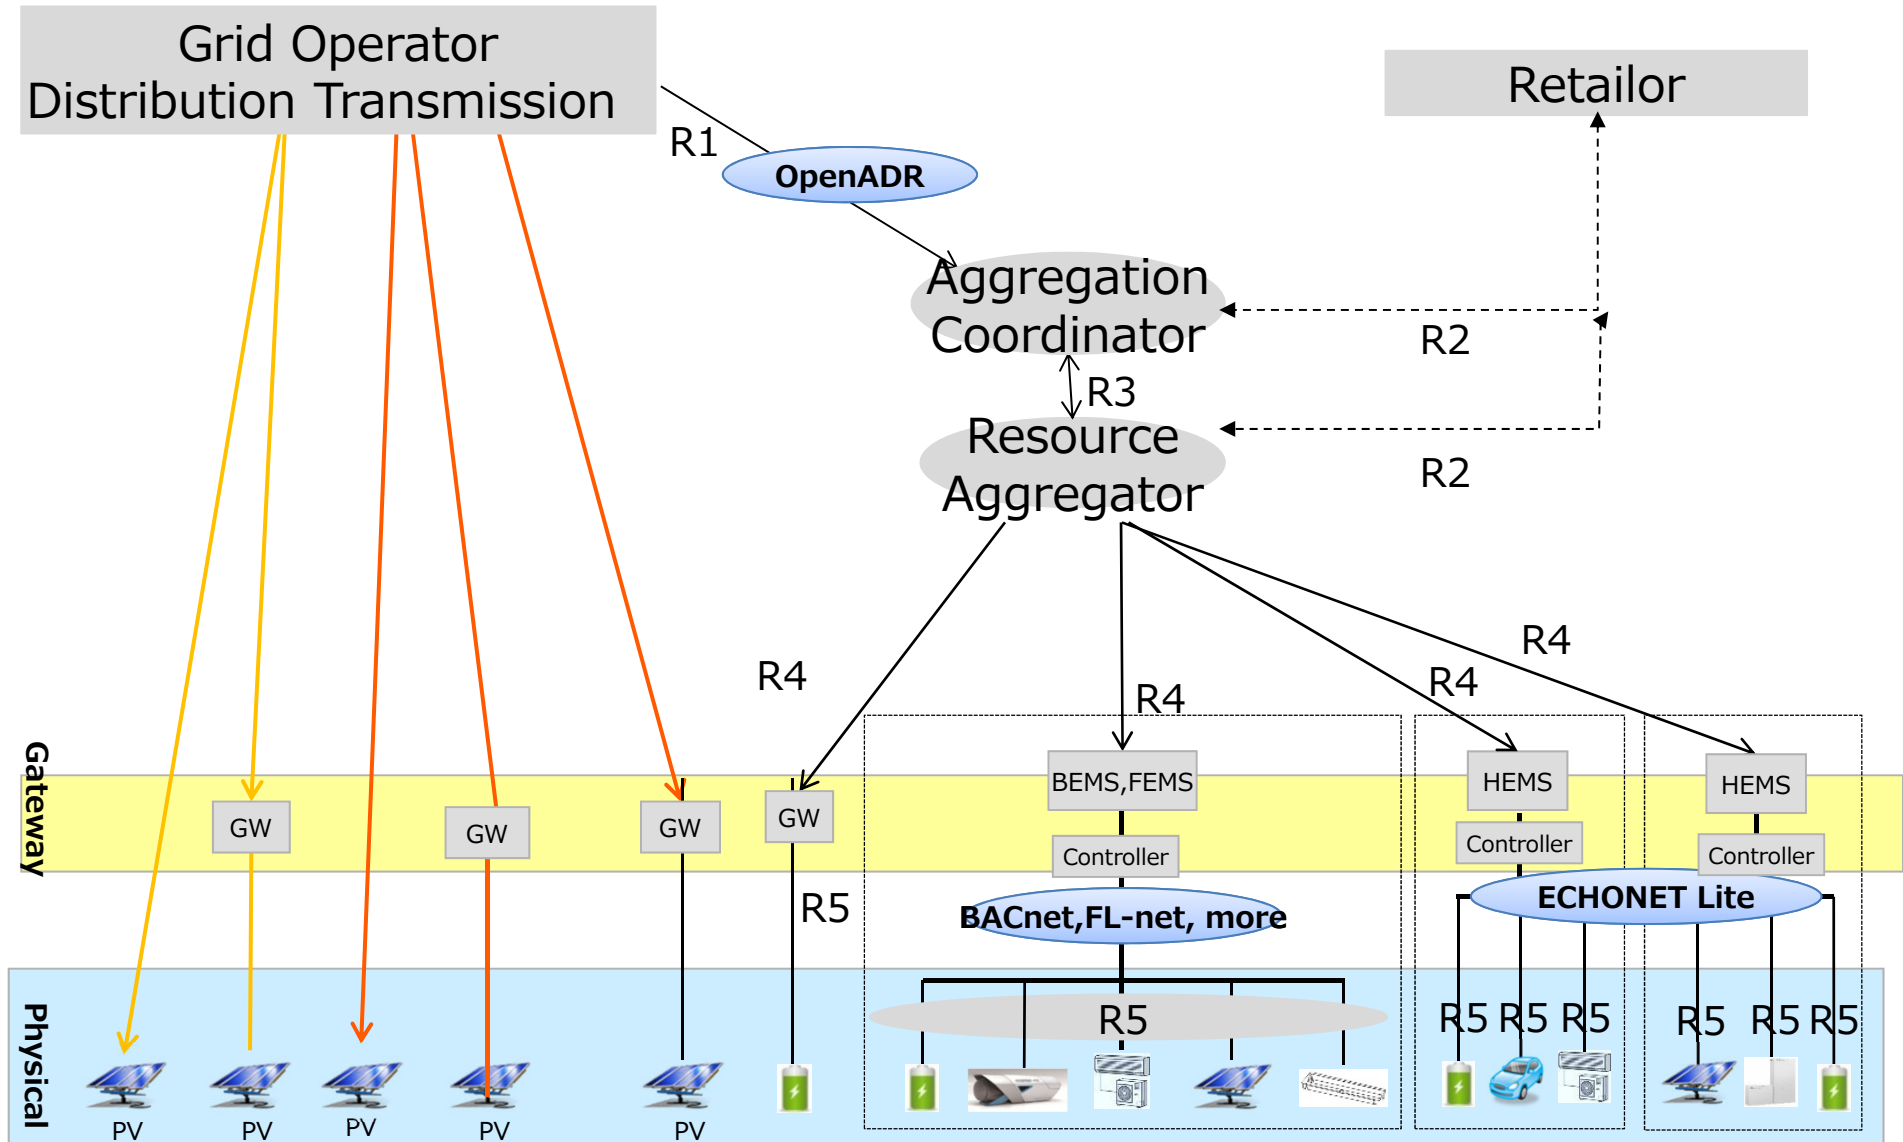 Grid Operator
Distribution Transmission
Retailor
R1
OpenADR
Aggregation
Coordinator
R2
R3
Resource
Aggregator
R2
R4
R4
R4
R4
Gateway
BEMS,FEMS
HEMS
HEMS
GW
GW
GW
GW
Controller
Controller
Controller
R5
BACnet,FL-net, more
ECHONET Lite
Physical
R5
R5
R5
R5
R5
R5
R5
PV
PV
PV
PV
PV